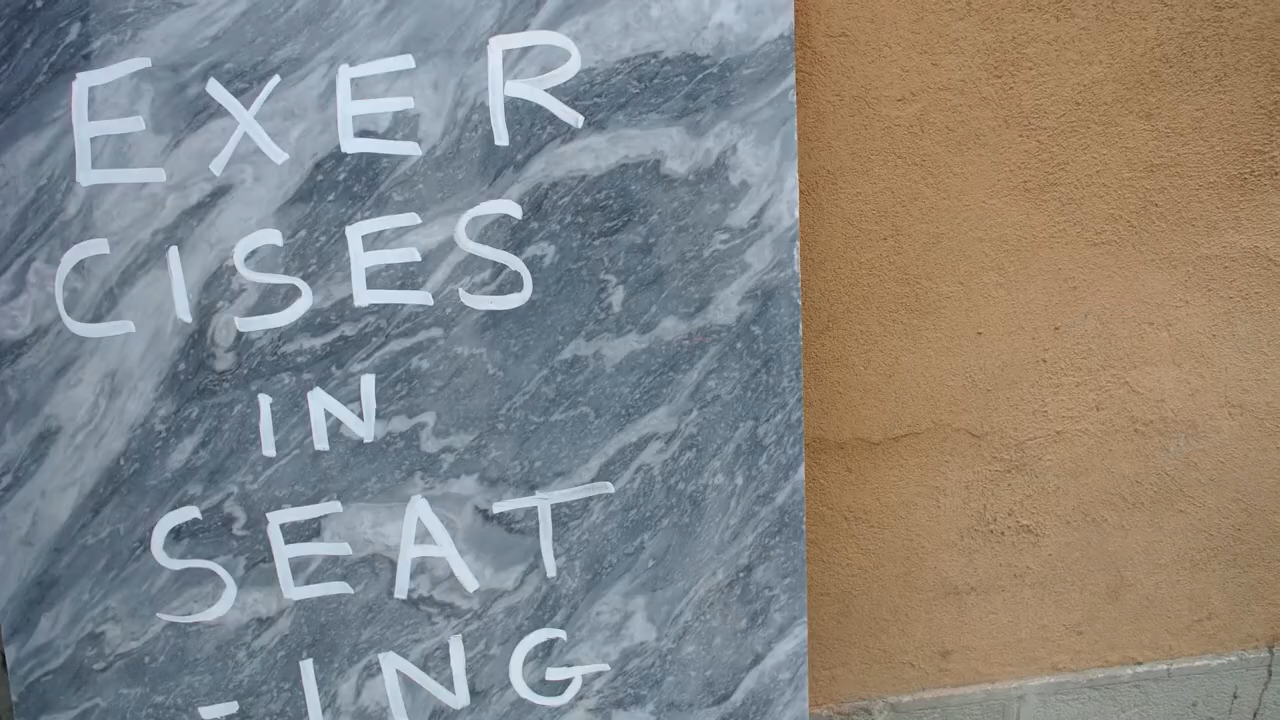 EXER
CISES
IN
SEAT
-ING